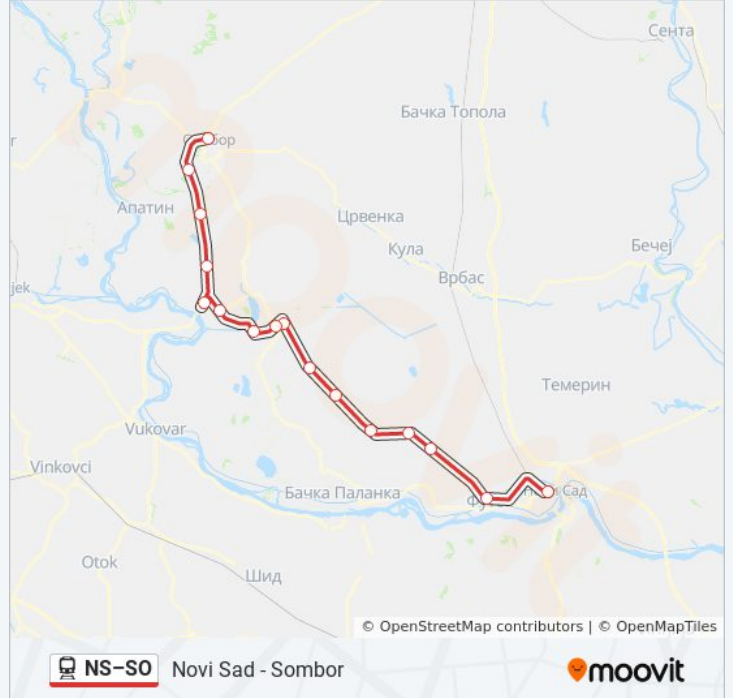 Сента
Бачка Топола
Апатин
Црвенка
Кула
Бечеј
Врбас
jek
Темерин
Vukovar
Vinkovci
Бачка Паланка
Сад
Otok
Шид
© OpenStreetMap contributors | © OpenMapTiles
NS–SO Novi Sad - Sombor
moovit